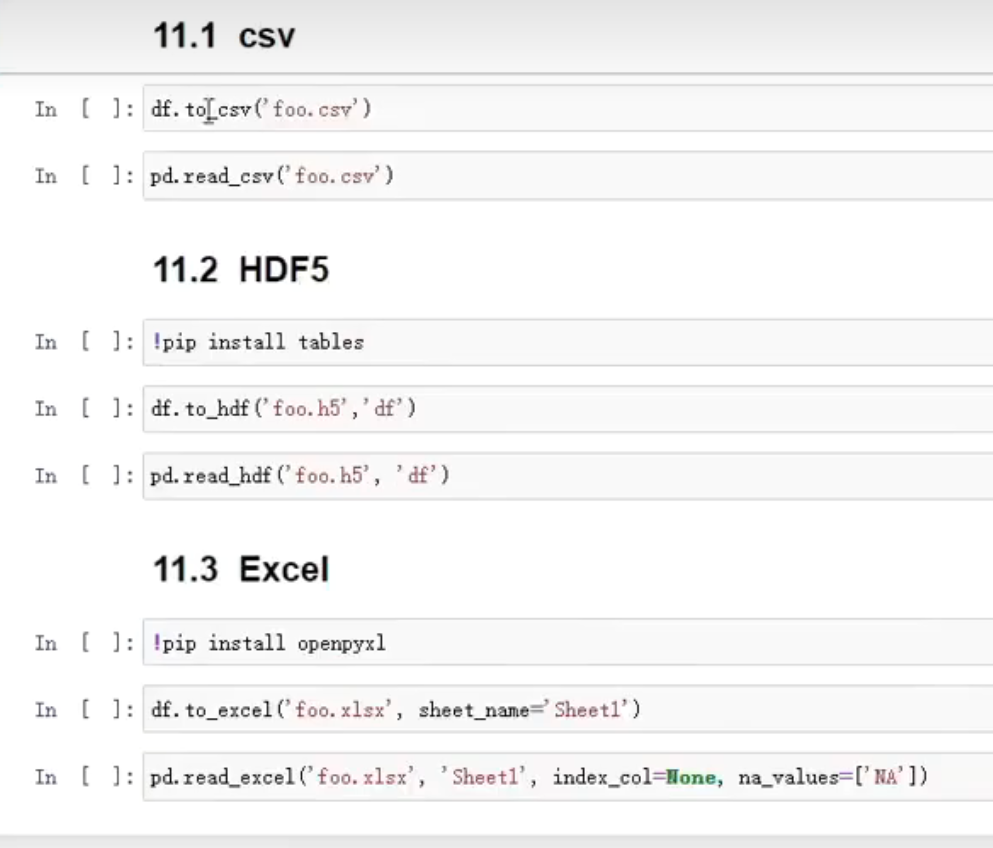 11.1 csv
In [ ]: df.to_csv('foo.csv')
In [ ]: pd.read_csv('foo.csv')
11.2 HDF5
In [ ]: !pip install tables
In [ ]: df.to_hdf('foo.h5','df')
In [ ]: pd.read_hdf('foo.h5', 'df')
11.3 Excel
In [ ]: !pip install openpyxl
In [ ]: df.to_excel('foo.xlsx', sheet_name='Sheet1')
In [ ]: pd.read_excel('foo.xlsx', 'Sheet1', index_col=None, na_values=['NA'])